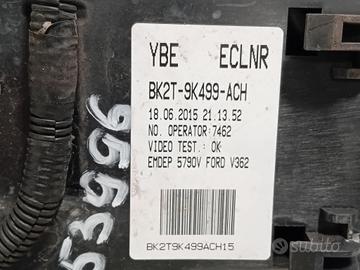 YBE ECLNR
BK2T-9K499-ACH
18.06.2015 21.13.52
NO. OPERATOR:7462
VIDEO TEST.: OK
EMDEP 5790V FORD V362
BK2T9K499ACH15
53996
subito